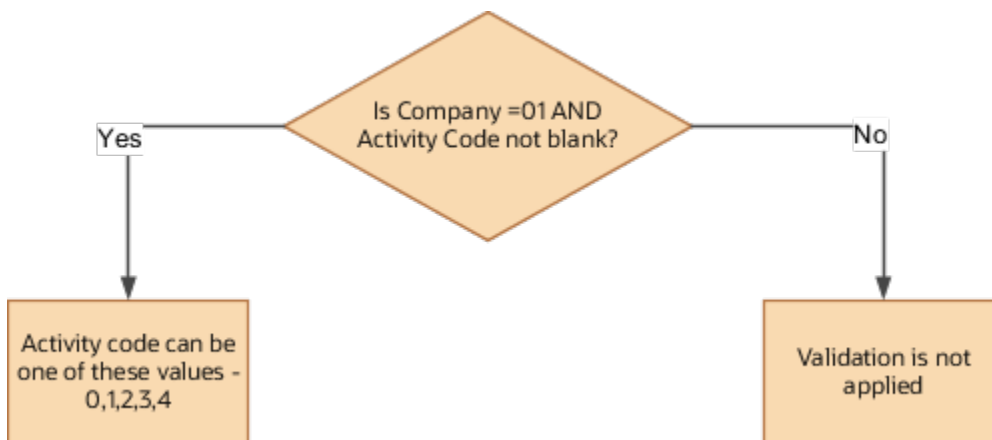 Is Company =01 AND
Activity Code not blank?
Yes
No
Activity code can be
one of these values -
0,1,2,3,4
Validation is not
applied